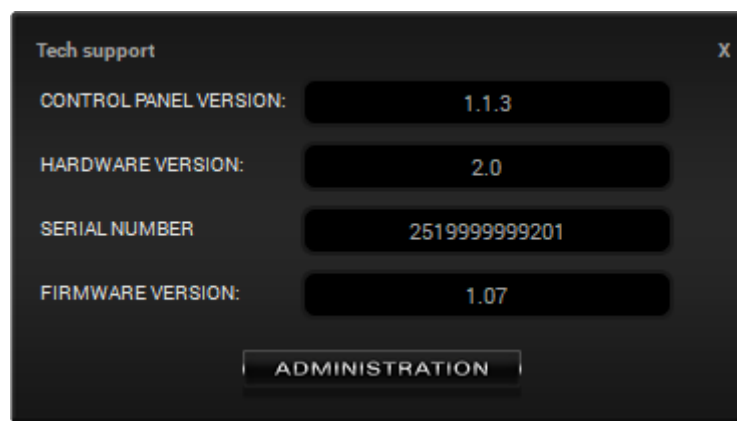 Tech support X
CONTROL PANEL VERSION: 1.1.3
HARDWARE VERSION: 2.0
SERIAL NUMBER 2519999999201
FIRMWARE VERSION: 1.07
ADMINISTRATION